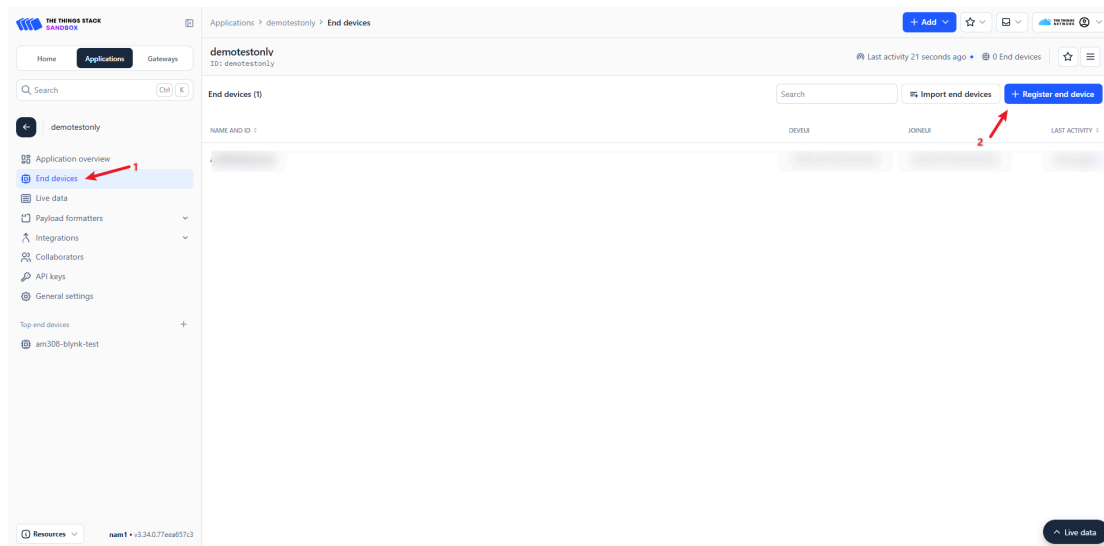 THE THINGS STACK
SANDBOX
Applications > demotestonly > End devices
+ Add
THE THINGS
NETWORK
Home
Applications
Gateways
demotestonly
ID: demotestonly
Last activity 21 seconds ago • 0 End devices
Search
Ctrl K
End devices (1)
Search
Import end devices
+ Register end device
demotestonly
NAME AND ID
DEVEUI
JOINEUI
LAST ACTIVITY
2
Application overview
1
End devices
Live data
Payload formatters
Integrations
Collaborators
API keys
General settings
Top end devices
+
am308-blynk-test
Resources
nam1 • v3.34.0.77eea657c3
Live data